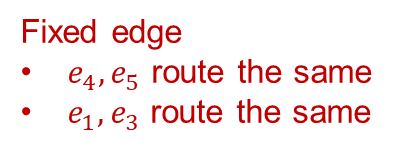 Fixed edge
• e₄, e₅ route the same
• e₁, e₃ route the same